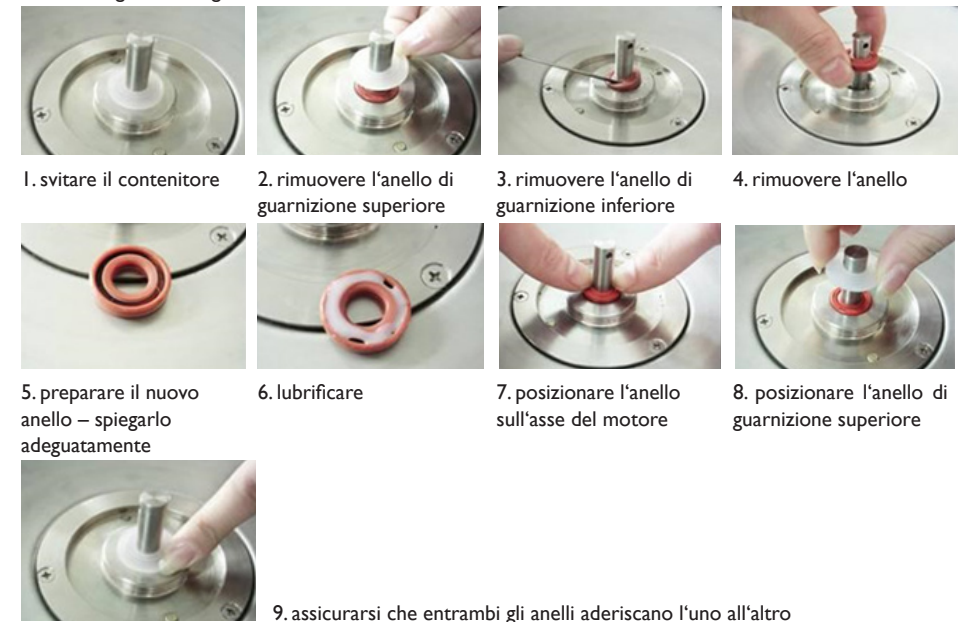 1. svitare il contenitore
2. rimuovere l‘anello di
guarnizione superiore
3. rimuovere l‘anello di
guarnizione inferiore
4. rimuovere l‘anello
5. preparare il nuovo
anello – spiegarlo
adeguatamente
6. lubrificare
7. posizionare l‘anello
sull‘asse del motore
8. posizionare l‘anello di
guarnizione superiore
9. assicurarsi che entrambi gli anelli aderiscano l‘uno all‘altro